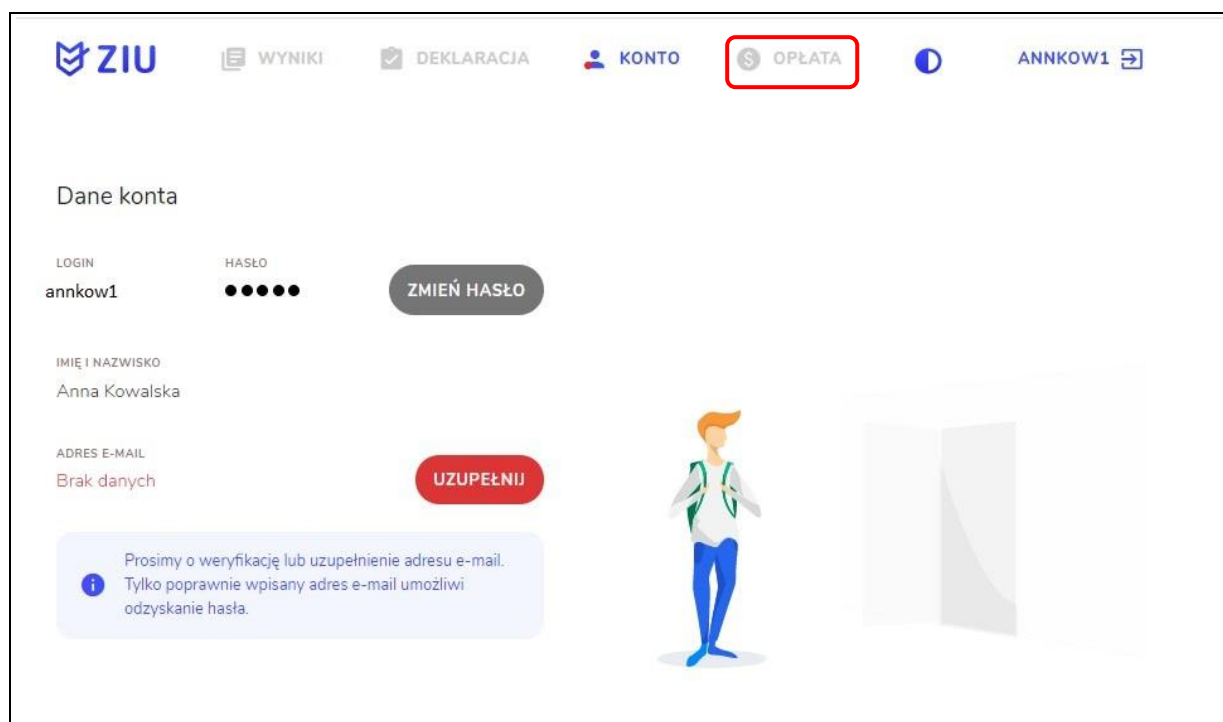 ZIU WYNIKI DEKLARACJA KONTO OPŁATA ANNKOW1
Dane konta
LOGIN HASŁO
annkow1 ●●●●● ZMIEŃ HASŁO
IMIĘ I NAZWISKO
Anna Kowalska
ADRES E-MAIL
Brak danych UZUPEŁNIJ
Prosimy o weryfikację lub uzupełnienie adresu e-mail.
Tylko poprawnie wpisany adres e-mail umożliwi
odzyskanie hasła.